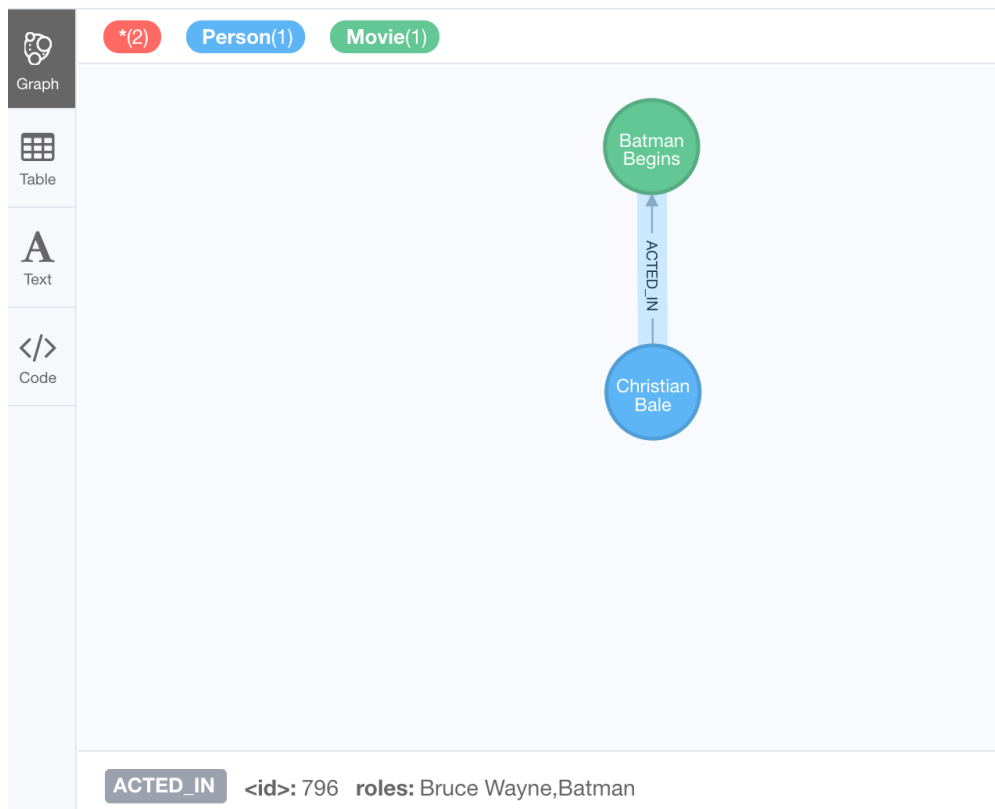 *(2) Person(1) Movie(1)
Graph
Table
Text
Code
Batman
Begins
ACTED_IN
Christian
Bale
ACTED_IN <id>: 796 roles: Bruce Wayne,Batman